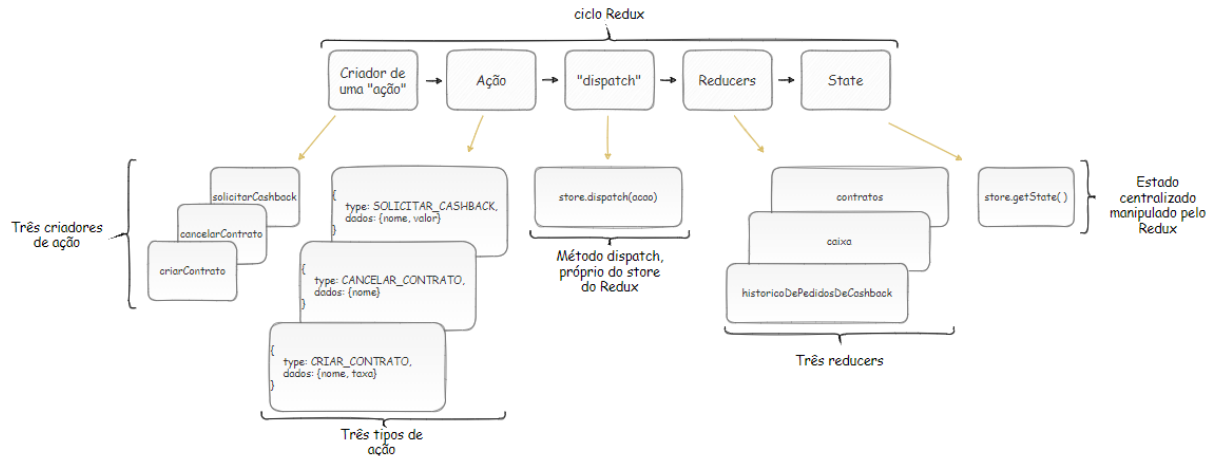 ciclo Redux
Criador de
uma "ação"
Ação
"dispatch"
Reducers
State
Três criadores
de ação
solicitarCashback
cancelarContrato
criarContrato
{
type: SOLICITAR_CASHBACK,
dados: {nome, valor}
}
{
type: CANCELAR_CONTRATO,
dados: {nome}
}
{
type: CRIAR_CONTRATO,
dados: {nome, taxa}
}
Três tipos de
ação
store.dispatch(acao)
Método dispatch,
próprio do store
do Redux
contratos
caixa
historicoDePedidosDeCashback
Três reducers
store.getState( )
Estado
centralizado
manipulado pelo
Redux